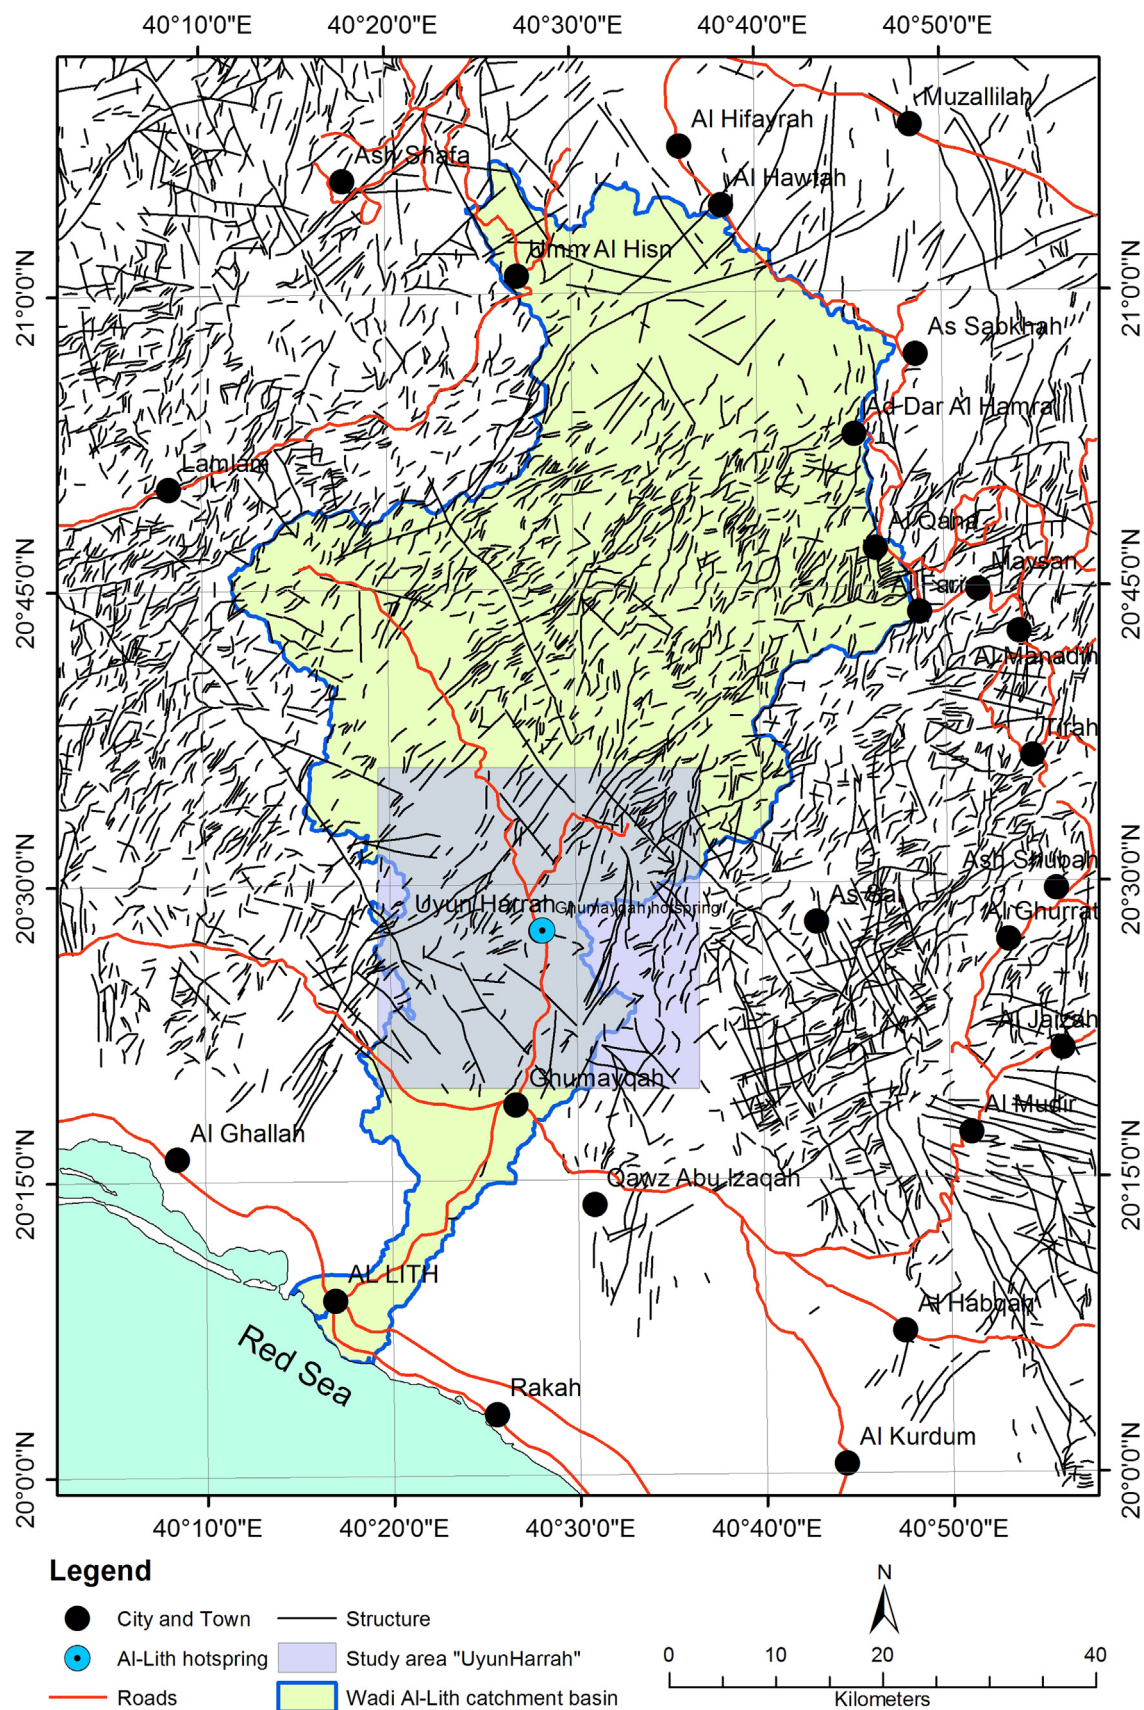 40°10'0"E 40°20'0"E 40°30'0"E 40°40'0"E 40°50'0"E
Muzallilah
Al Hifayrah
Ash Shafa
Al Hawtah
Umm Al Hisn
21°0'0"N 21°0'0"N
As Sabkhah
Ad Dar Al Hamra
Lamlam
Al Qana
Maysan
20°45'0"N 20°45'0"N
Al Manadih
Tirah
Ash Shubah
20°30'0"N 20°30'0"N
Uyun Harrah Ghumayqah hotspring
As Sal
Al Ghurrat
Al Jaizah
Ghumayqah
Al Mudir
Al Ghallah
20°15'0"N 20°15'0"N
Qawz Abu Izaqah
AL LITH
Al Habqah
Red Sea
Rakah
Al Kurdum
20°0'0"N 20°0'0"N
40°10'0"E 40°20'0"E 40°30'0"E 40°40'0"E 40°50'0"E
Legend
N
City and Town
Structure
Al-Lith hotspring
Study area "UyunHarrah"
Roads
Wadi Al-Lith catchment basin
0 10 20 40
Kilometers